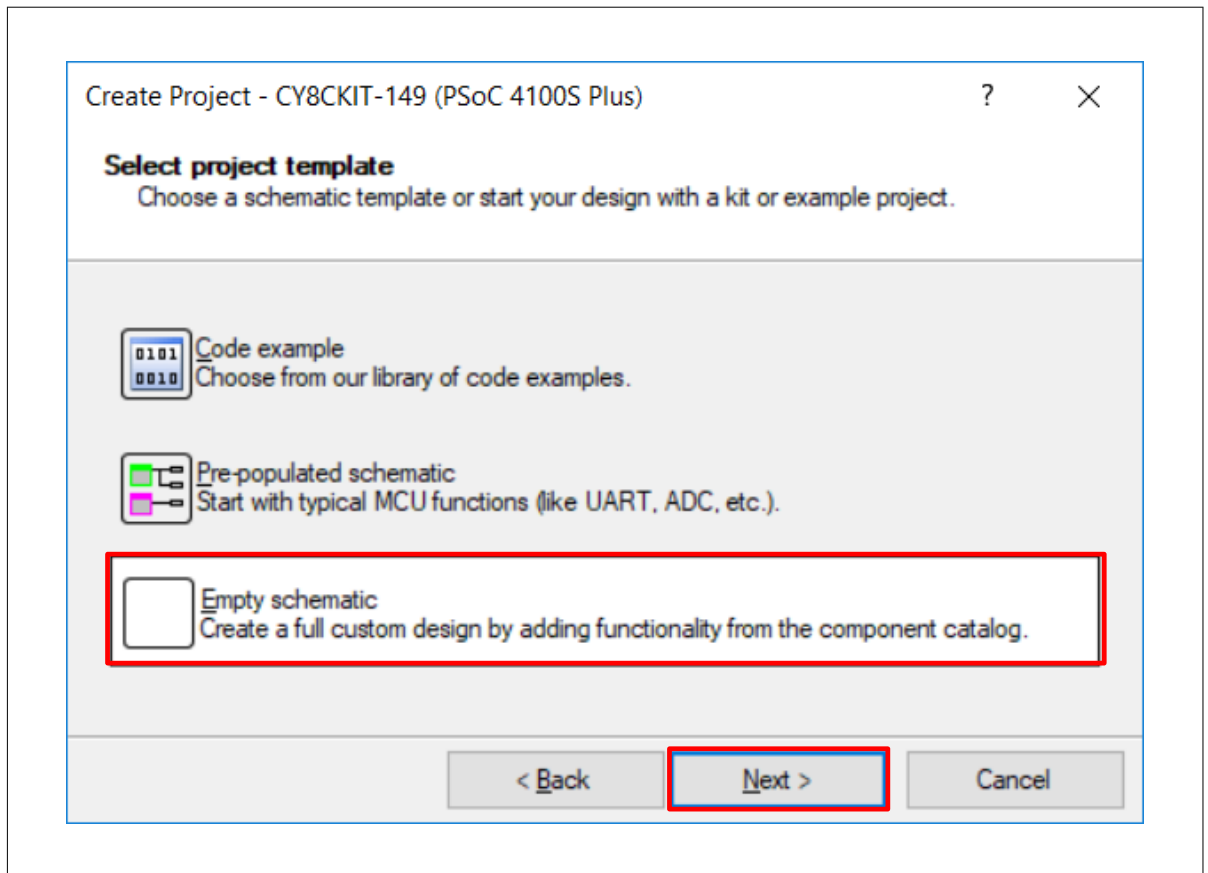 Create Project - CY8CKIT-149 (PSoC 4100S Plus)
?
Select project template
Choose a schematic template or start your design with a kit or example project.
0101
0010
Code example
Choose from our library of code examples.
Pre-populated schematic
Start with typical MCU functions (like UART, ADC, etc.).
Empty schematic
Create a full custom design by adding functionality from the component catalog.
< Back
Next >
Cancel